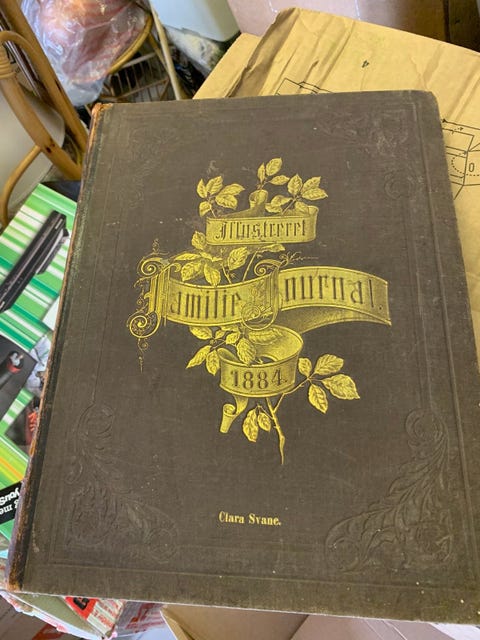 Illustreret
Familie Journal.
1884.
Clara Svane.